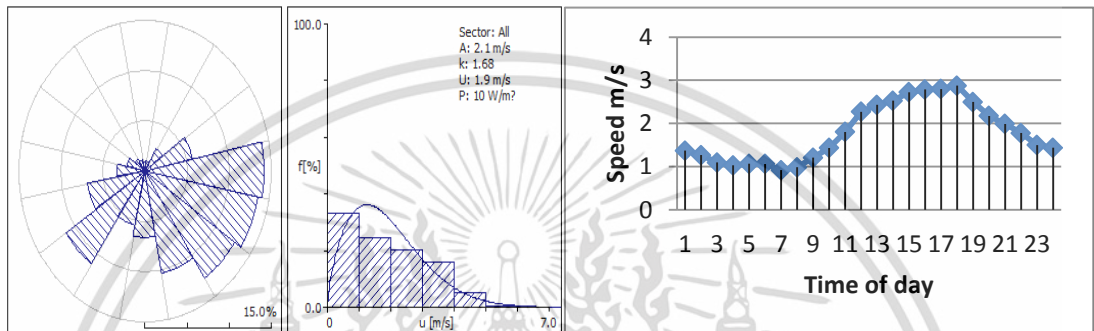 15.0%
100.0
Sector: All
A: 2.1 m/s
k: 1.68
U: 1.9 m/s
P: 10 W/m?
f[%]
0.0
0 u [m/s] 7.0
4
3
2
1
0
Speed m/s
1 3 5 7 9 11 13 15 17 19 21 23
Time of day